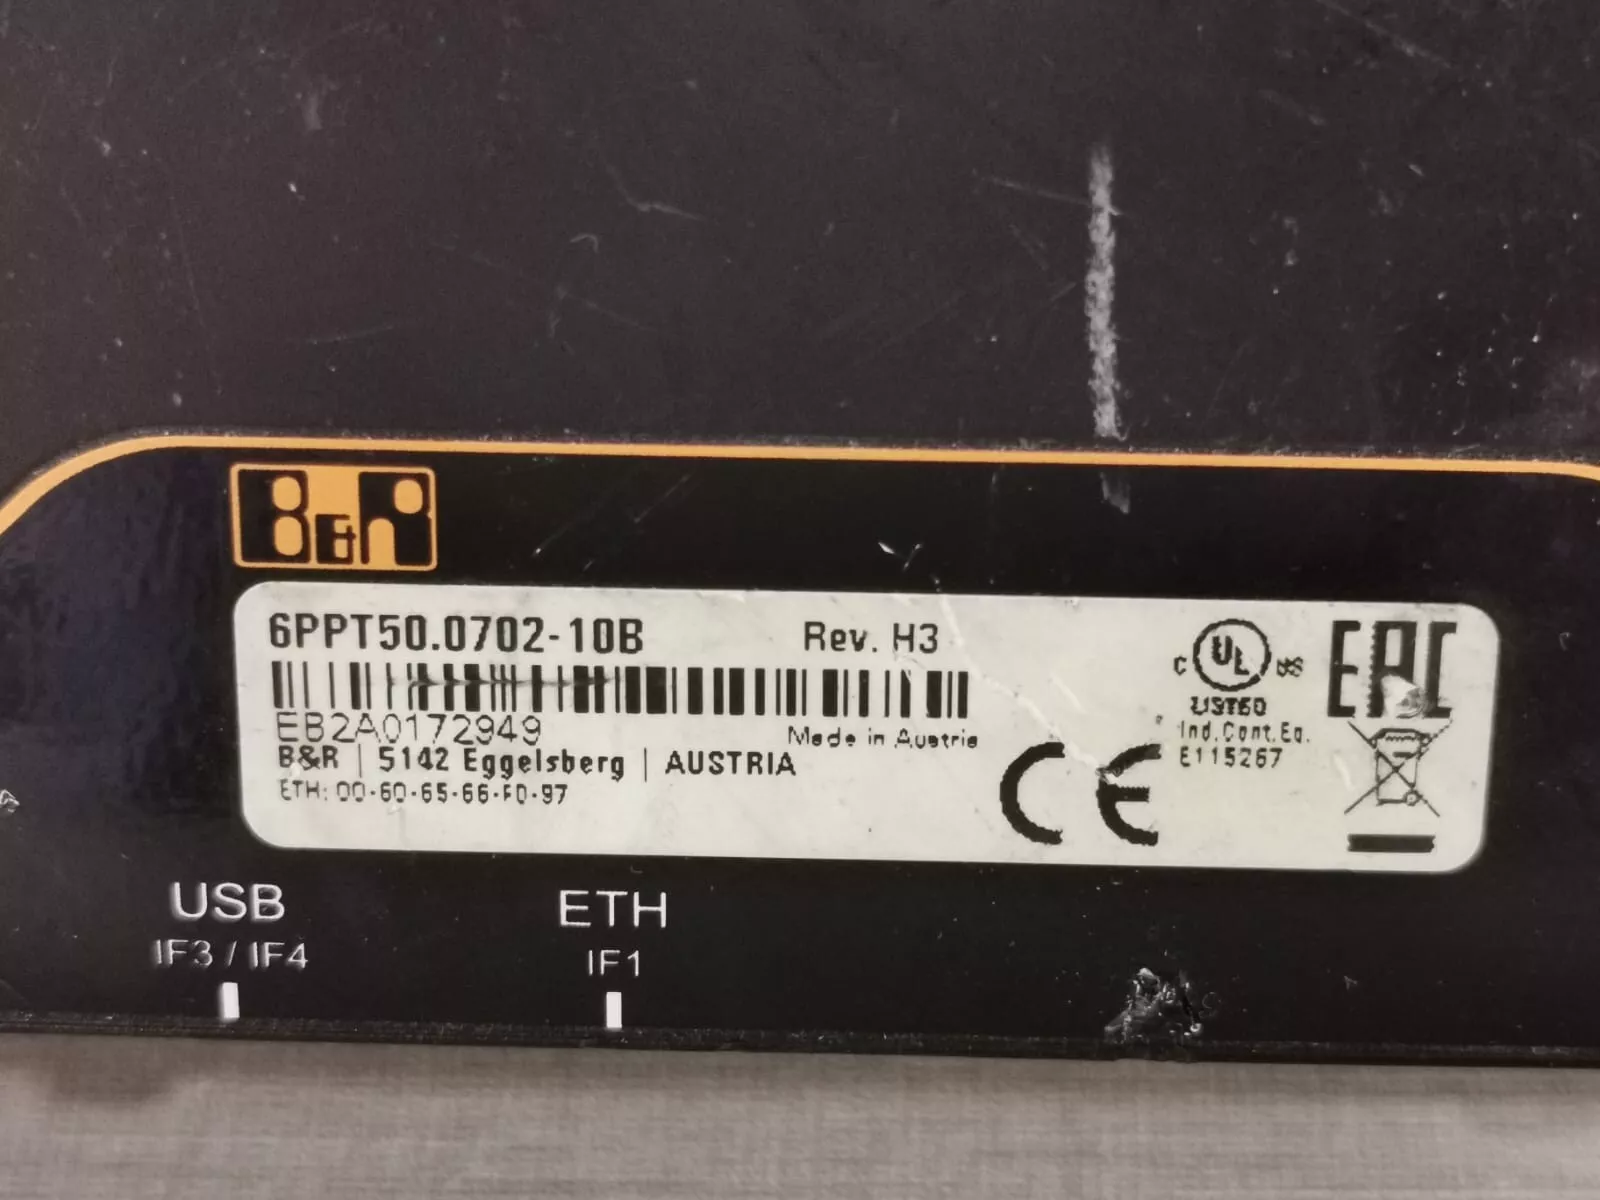 B&R
6PPT50.0702-10B
Rev. H3
EB2A0172949
Made in Austria
B&R | 5142 Eggelsberg | AUSTRIA
ETH: 00-60-65-66-F0-97
C UL US
LISTED
Ind.Cont.Eq.
E115267
EAC
CE
USB
IF3 / IF4
ETH
IF1